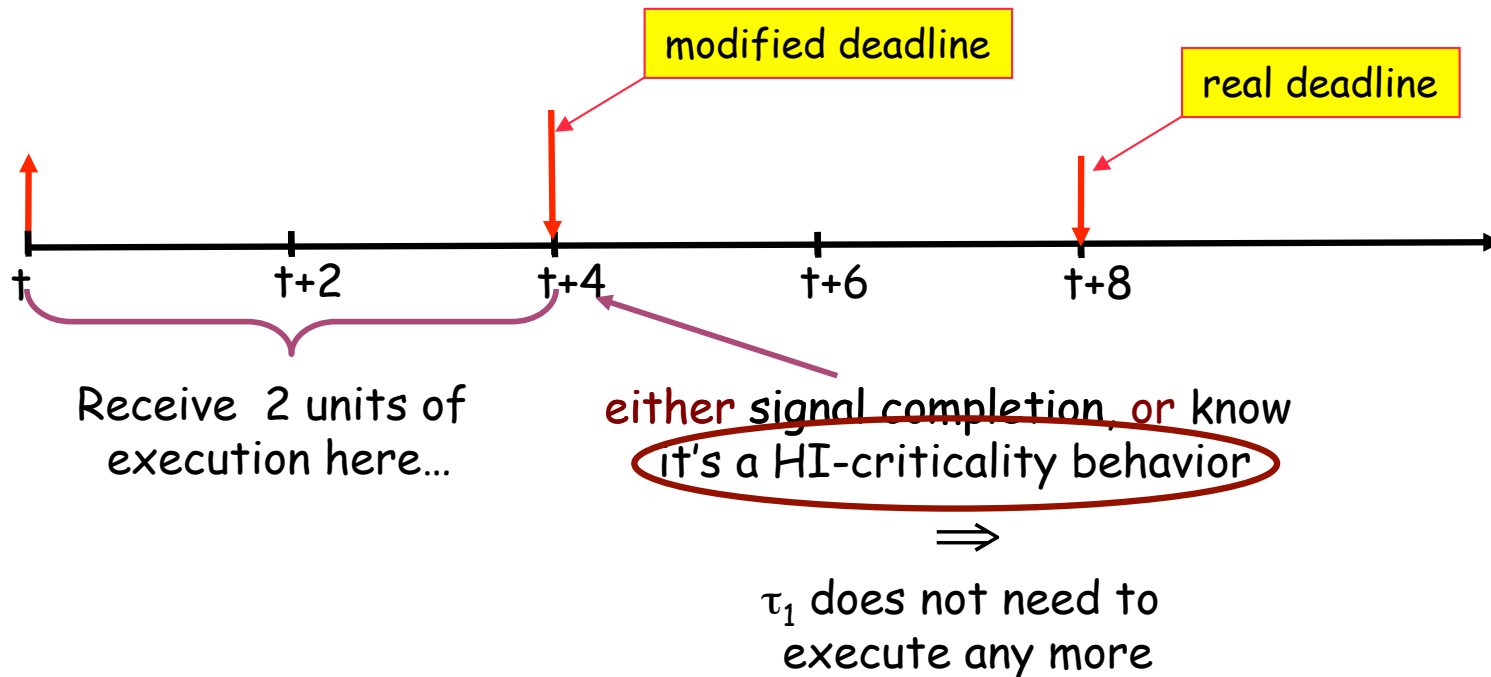 modified deadline
real deadline
t
t+2
t+4
t+6
t+8
Receive 2 units of
execution here…
either signal completion, or know
it's a HI-criticality behavior
⇒
τ₁ does not need to
execute any more